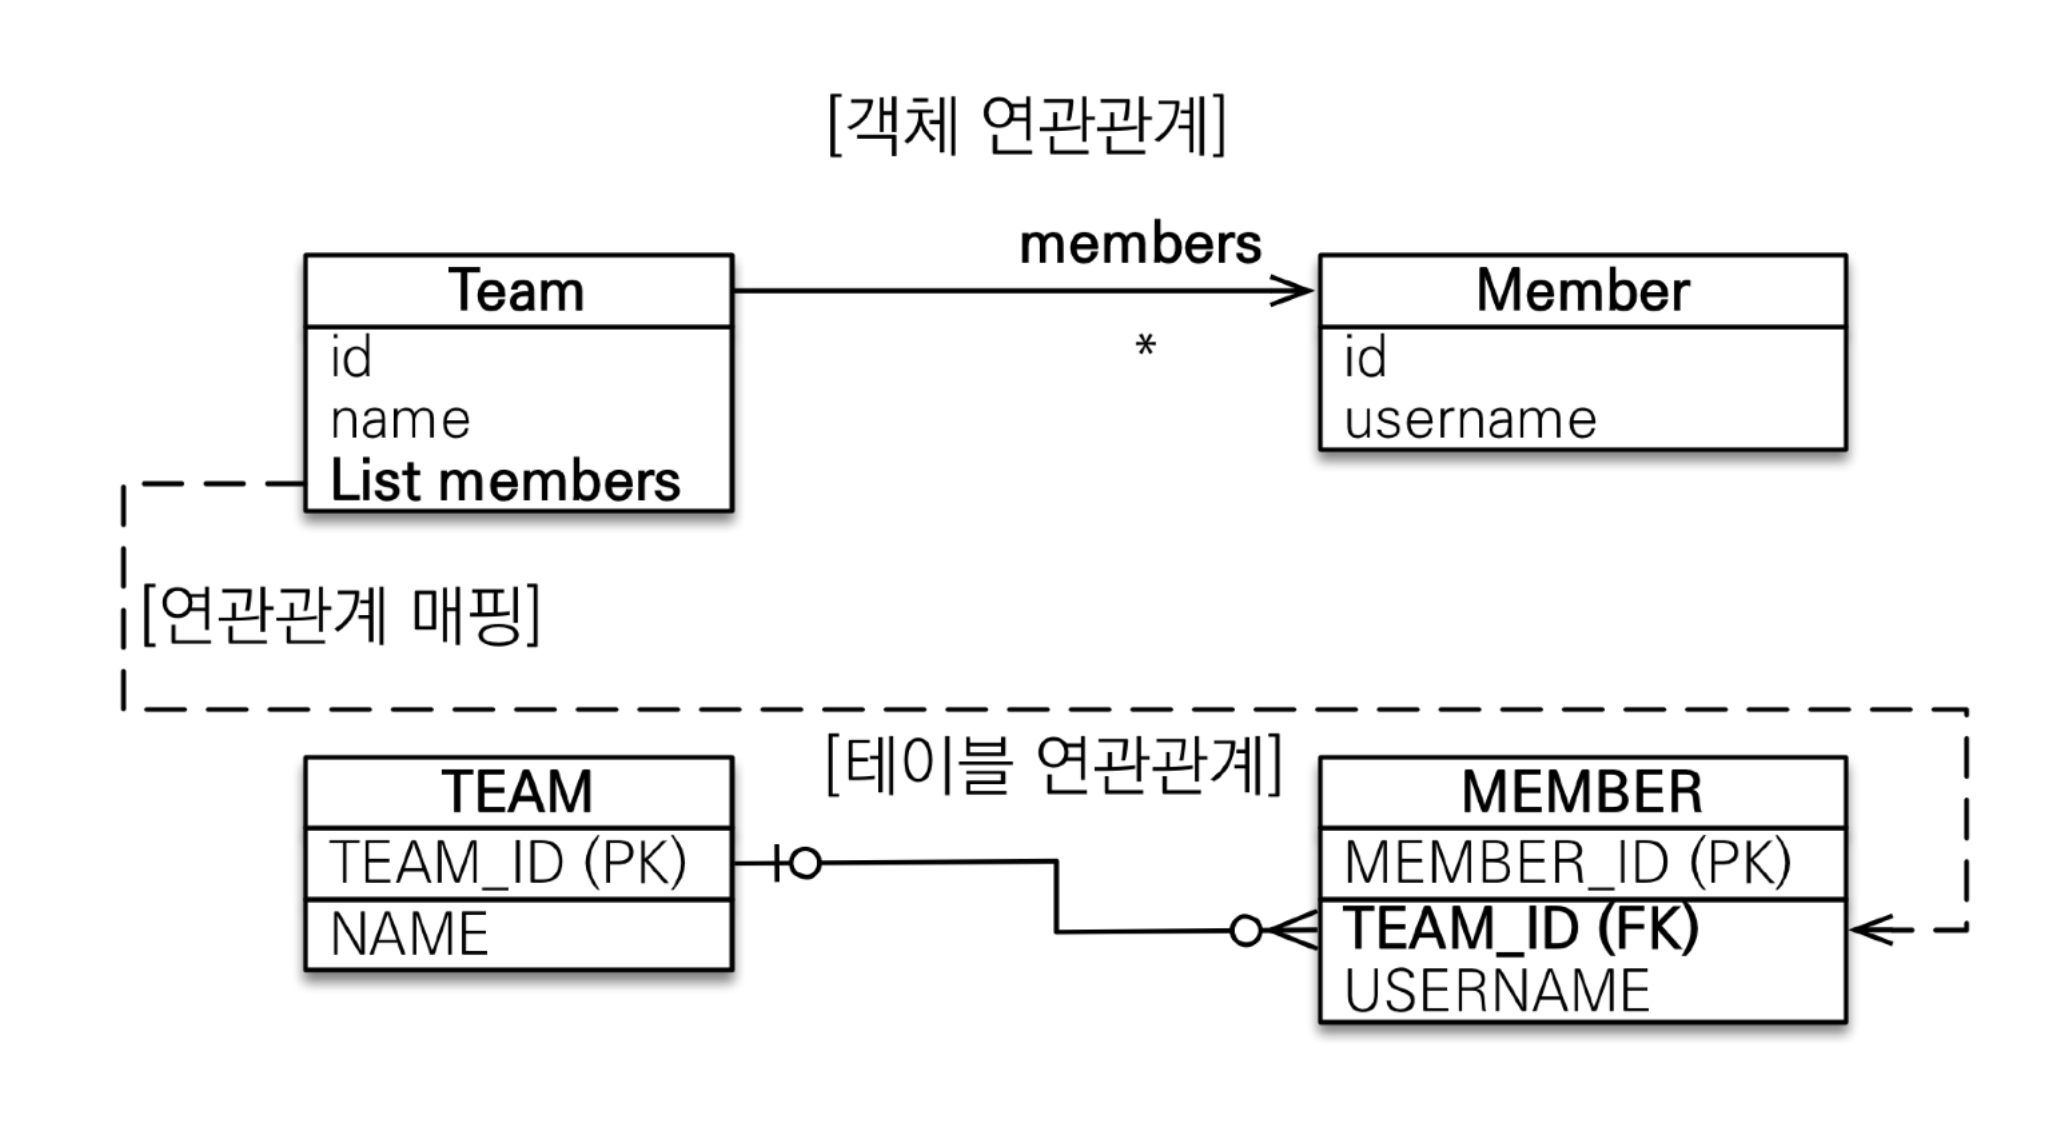 [객체 연관관계]
members
Team
Member
*
id
name
List members
id
username
[연관관계 매핑]
[테이블 연관관계]
TEAM
TEAM_ID (PK)
NAME
MEMBER
MEMBER_ID (PK)
TEAM_ID (FK)
USERNAME